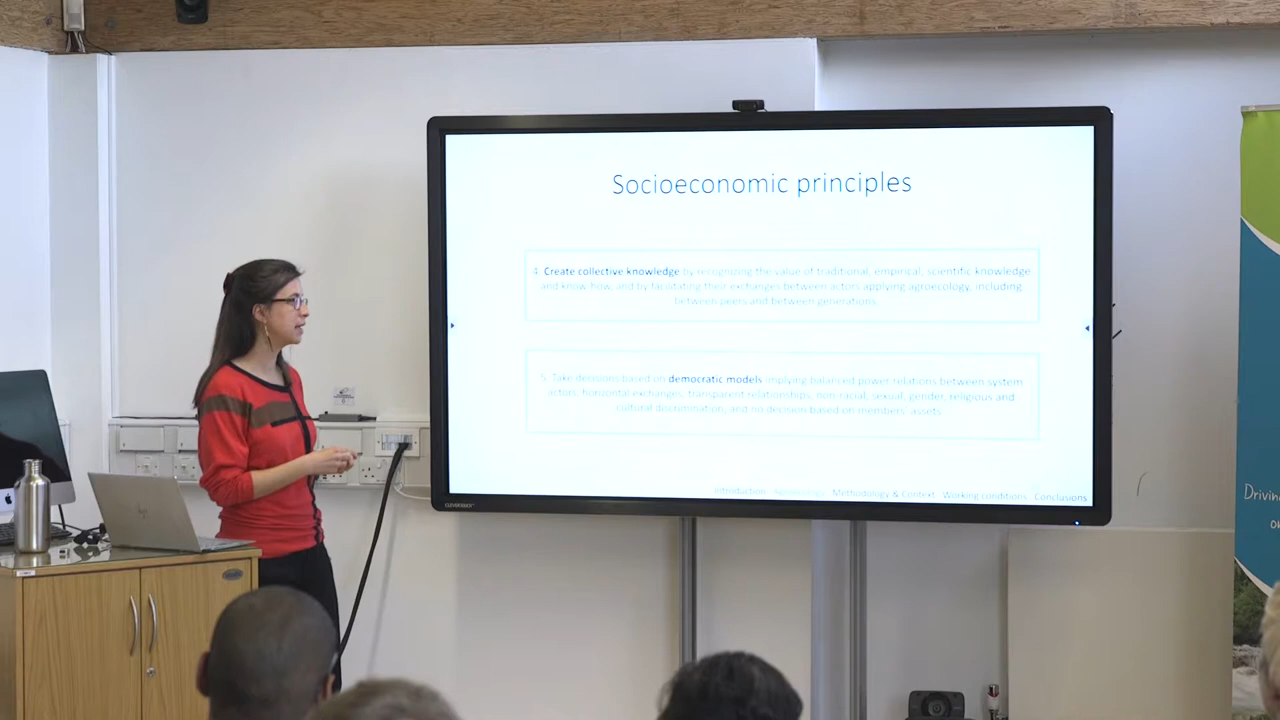 Socioeconomic principles
4. Create collective knowledge by recognizing the value of traditional, empirical, scientific knowledge
and know-how, and by facilitating their exchanges between actors applying agroecology, including
between peers and between generations.
5. Take decisions based on democratic models implying balanced power relations between system
actors, horizontal exchanges, transparent relationships, non-racial, sexual, gender, religious and
cultural discrimination, and no decision based on members' assets.
Introduction Methodology & Context Working conditions Conclusions
CLEVERTOUCH
Drivin